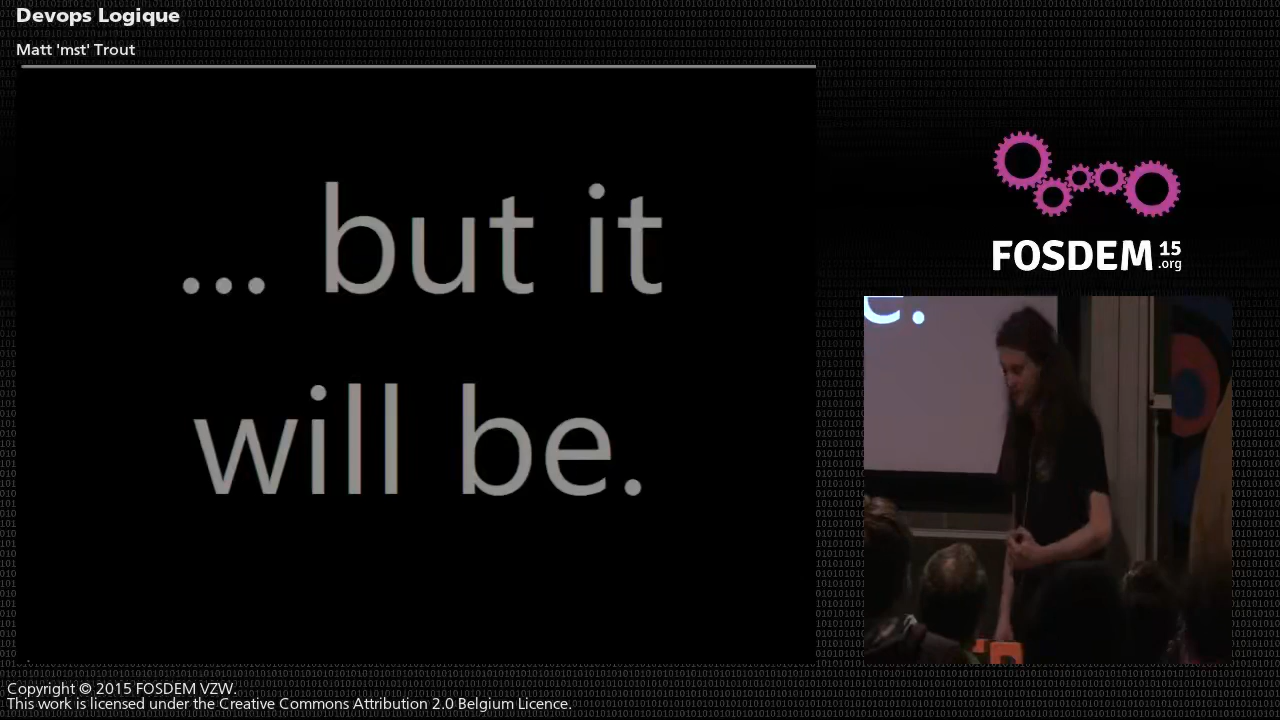 Devops Logique
Matt 'mst' Trout
... but it
will be.
FOSDEM 15
.org
e.
Copyright © 2015 FOSDEM VZW.
This work is licensed under the Creative Commons Attribution 2.0 Belgium Licence.